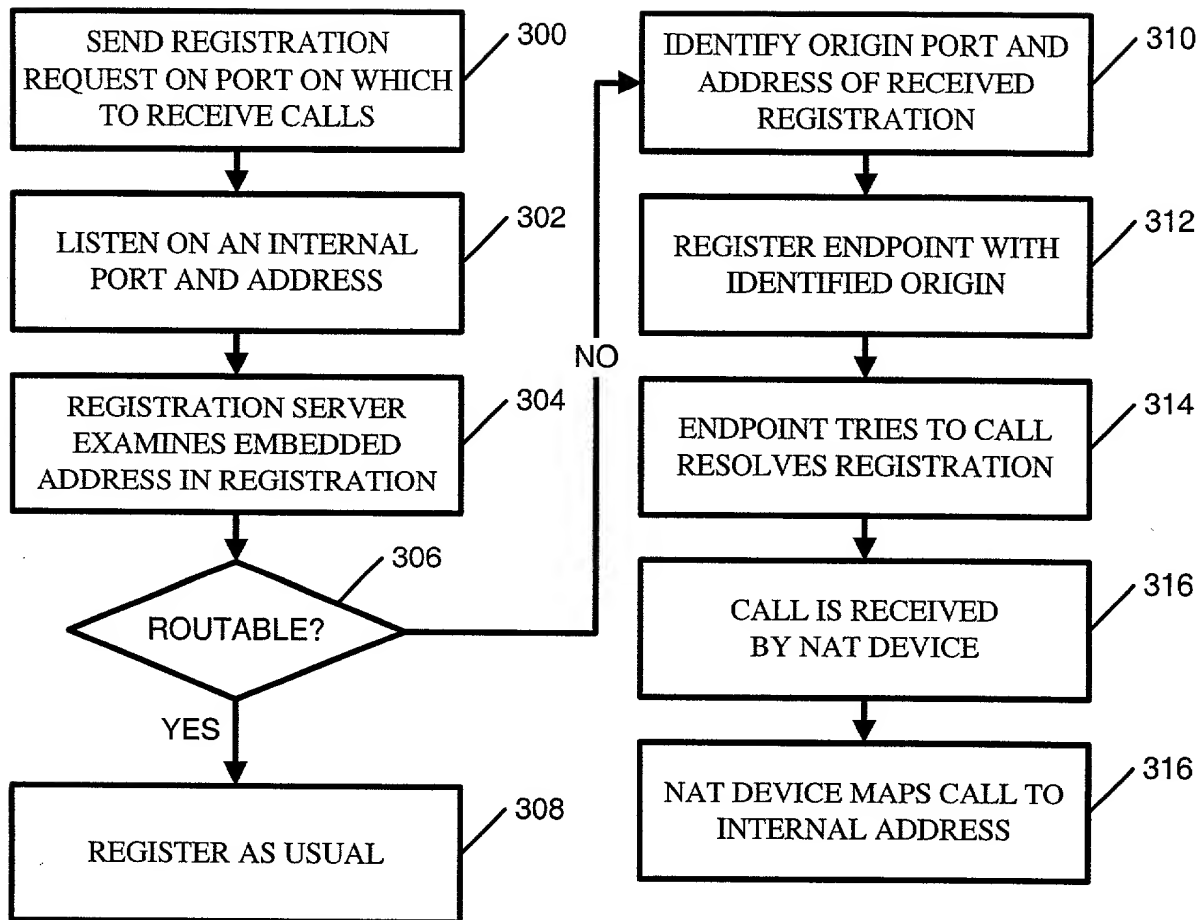 SEND REGISTRATION
REQUEST ON PORT ON WHICH
TO RECEIVE CALLS
300
LISTEN ON AN INTERNAL
PORT AND ADDRESS
302
REGISTRATION SERVER
EXAMINES EMBEDDED
ADDRESS IN REGISTRATION
304
ROUTABLE?
306
YES
NO
REGISTER AS USUAL
308
IDENTIFY ORIGIN PORT AND
ADDRESS OF RECEIVED
REGISTRATION
310
REGISTER ENDPOINT WITH
IDENTIFIED ORIGIN
312
ENDPOINT TRIES TO CALL
RESOLVES REGISTRATION
314
CALL IS RECEIVED
BY NAT DEVICE
316
NAT DEVICE MAPS CALL TO
INTERNAL ADDRESS
316